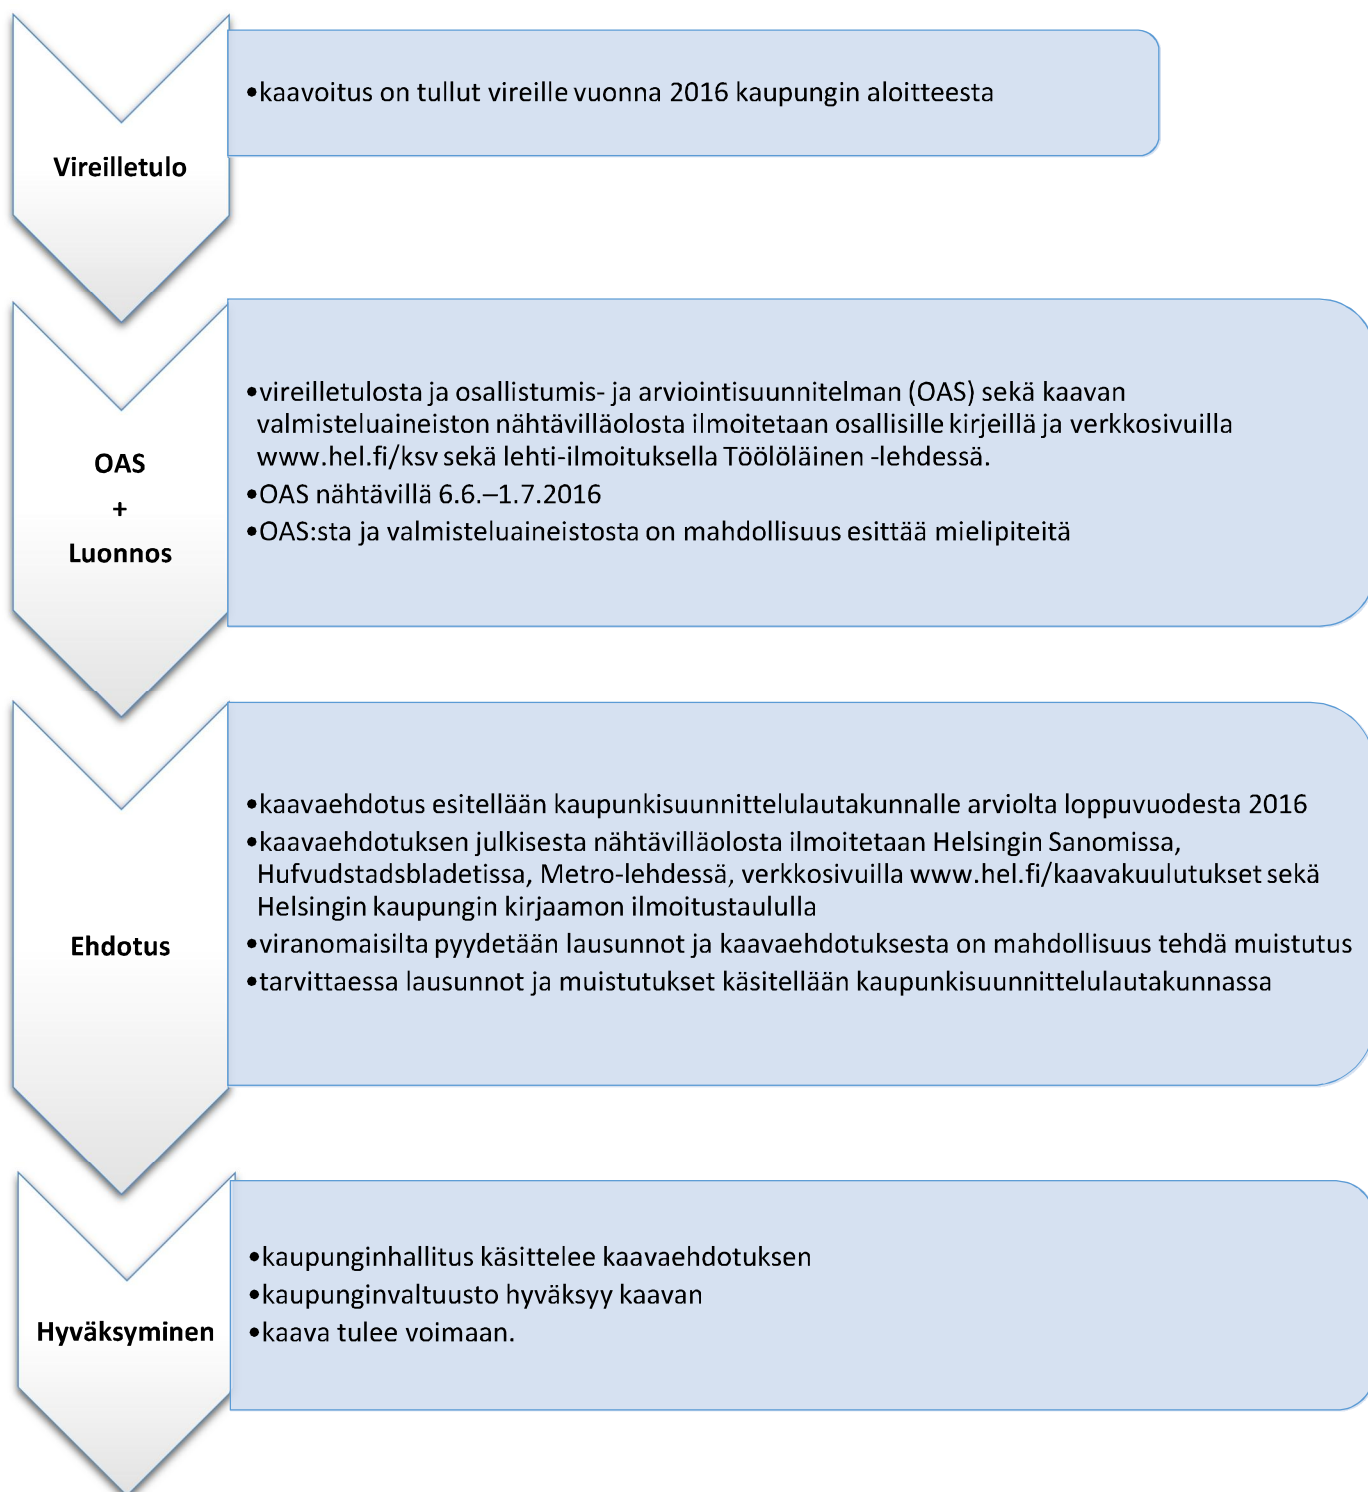 Vireilletulo
•kaavoitus on tullut vireille vuonna 2016 kaupungin aloitteesta
OAS
+
Luonnos
•vireilletulosta ja osallistumis- ja arviointisuunnitelman (OAS) sekä kaavan
valmisteluaineiston nähtävilläolosta ilmoitetaan osallisille kirjeillä ja verkkosivuilla
www.hel.fi/ksv sekä lehti-ilmoituksella Töölöläinen -lehdessä.
•OAS nähtävillä 6.6.–1.7.2016
•OAS:sta ja valmisteluaineistosta on mahdollisuus esittää mielipiteitä
Ehdotus
•kaavaehdotus esitellään kaupunkisuunnittelulautakunnalle arviolta loppuvuodesta 2016
•kaavaehdotuksen julkisesta nähtävilläolosta ilmoitetaan Helsingin Sanomissa,
Hufvudstadsbladetissa, Metro-lehdessä, verkkosivuilla www.hel.fi/kaavakuulutukset sekä
Helsingin kaupungin kirjaamon ilmoitustaululla
•viranomaisilta pyydetään lausunnot ja kaavaehdotuksesta on mahdollisuus tehdä muistutus
•tarvittaessa lausunnot ja muistutukset käsitellään kaupunkisuunnittelulautakunnassa
Hyväksyminen
•kaupunginhallitus käsittelee kaavaehdotuksen
•kaupunginvaltuusto hyväksyy kaavan
•kaava tulee voimaan.